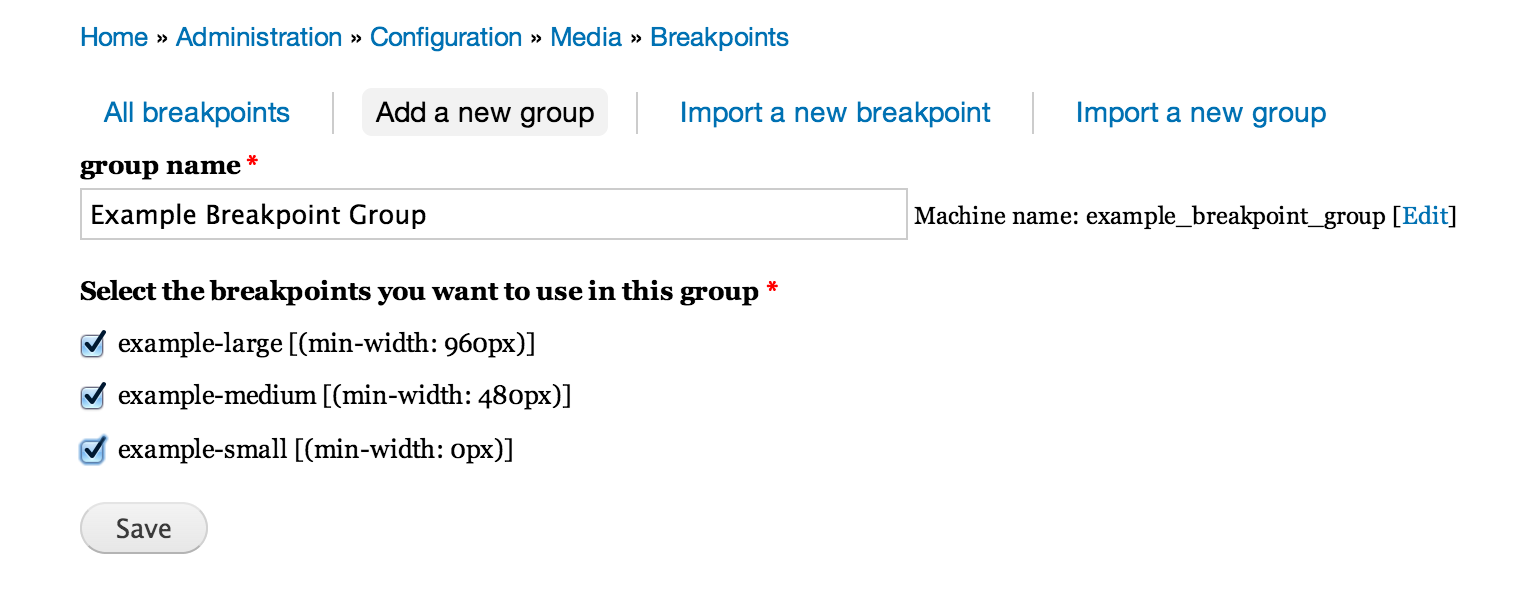 Home » Administration » Configuration » Media » Breakpoints
All breakpoints Add a new group Import a new breakpoint Import a new group
group name *
Example Breakpoint Group Machine name: example_breakpoint_group [Edit]
Select the breakpoints you want to use in this group *
example-large [(min-width: 960px)]
example-medium [(min-width: 480px)]
example-small [(min-width: 0px)]
Save